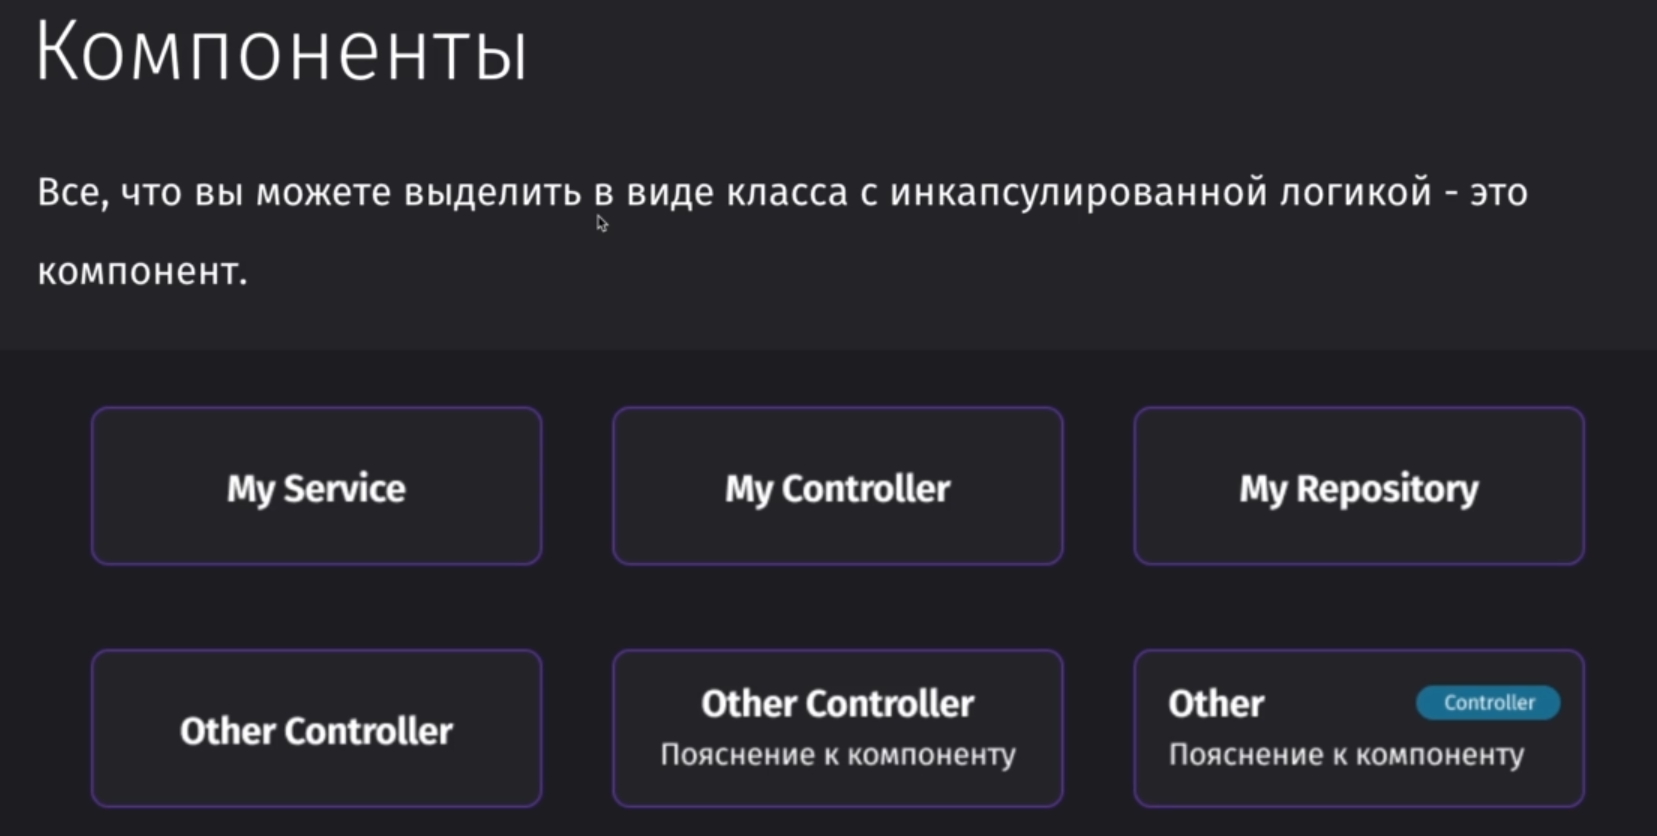 Компоненты
Все, что вы можете выделить в виде класса с инкапсулированной логикой - это
компонент.
My Service
My Controller
My Repository
Other Controller
Other Controller
Пояснение к компоненту
Other
Controller
Пояснение к компоненту